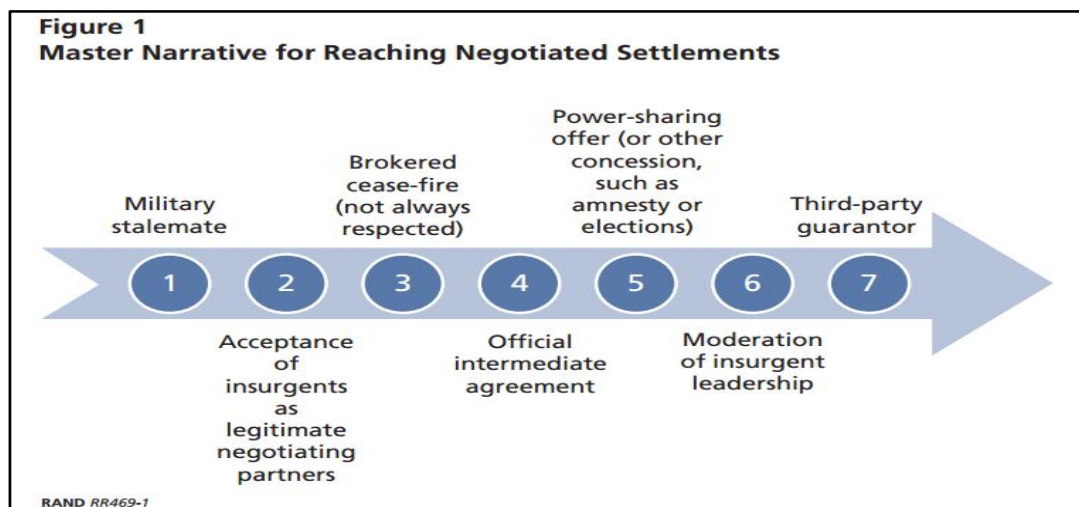 Figure 1
Master Narrative for Reaching Negotiated Settlements
Military
stalemate
Brokered
cease-fire
(not always
respected)
Power-sharing
offer (or other
concession,
such as
amnesty or
elections)
Third-party
guarantor
1
2
3
4
5
6
7
Acceptance
of
insurgents
as
legitimate
negotiating
partners
Official
intermediate
agreement
Moderation
of insurgent
leadership
RAND RR469-1